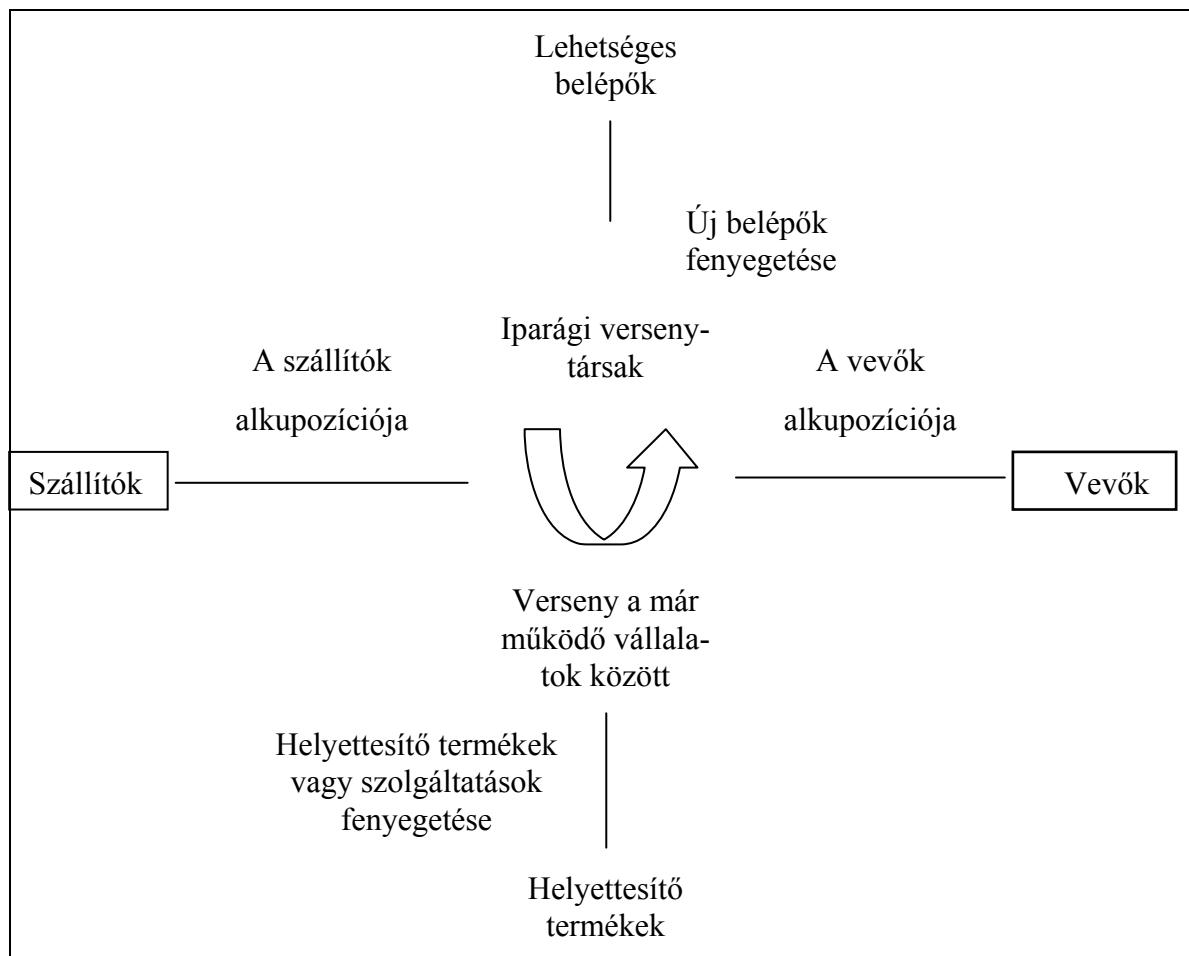 Lehetséges
belépők
Új belépők
fenyegetése
Iparági verseny-
társak
A szállítók
alkupozíciója
A vevők
alkupozíciója
Szállítók
Vevők
Verseny a már
működő vállala-
tok között
Helyettesítő termékek
vagy szolgáltatások
fenyegetése
Helyettesítő
termékek